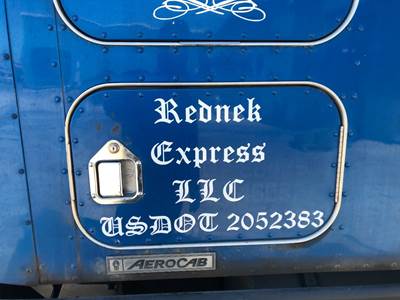 Rednek
Express
LLC
USDOT 2052383
AEROCAB